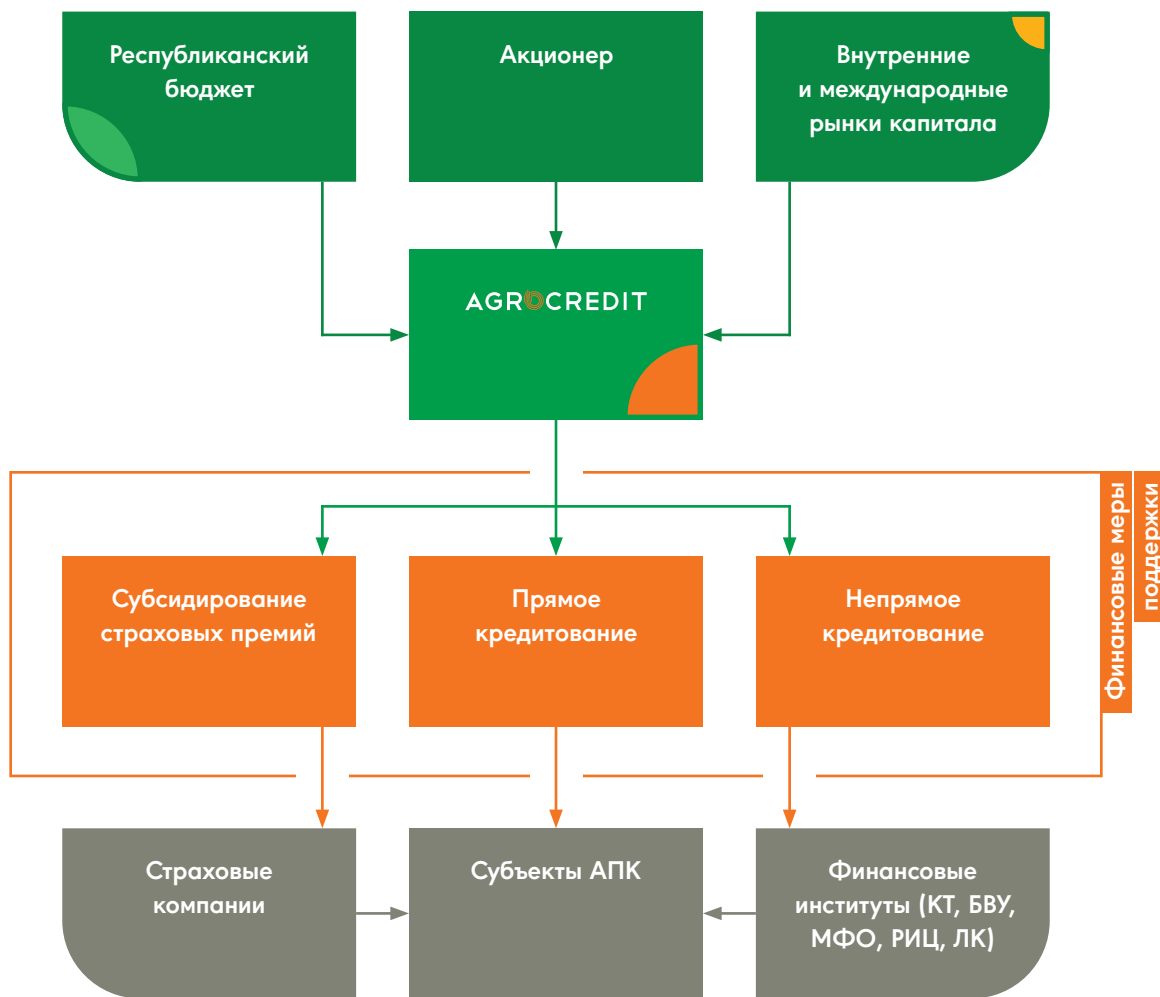 Республиканский
бюджет
Акционер
Внутренние
и международные
рынки капитала
AGROCREDIT
Финансовые меры
поддержки
Субсидирование
страховых премий
Прямое
кредитование
Непрямое
кредитование
Страховые
компании
Субъекты АПК
Финансовые
институты (КТ, БВУ,
МФО, РИЦ, ЛК)